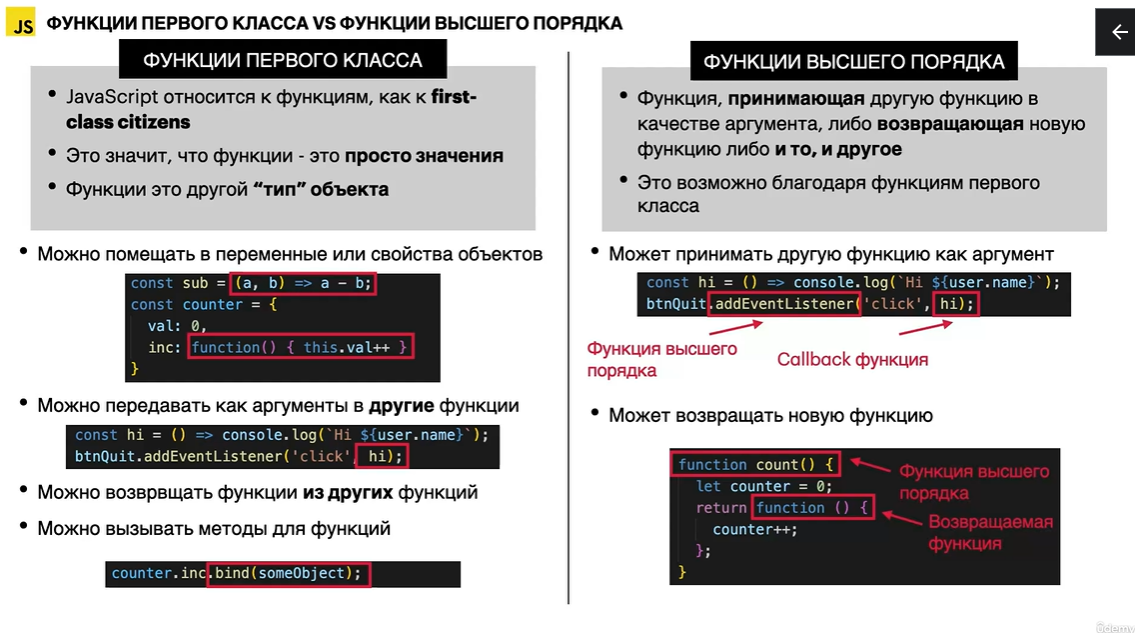 JS
ФУНКЦИИ ПЕРВОГО КЛАССА VS ФУНКЦИИ ВЫСШЕГО ПОРЯДКА
ФУНКЦИИ ПЕРВОГО КЛАССА
• JavaScript относится к функциям, как к first-
class citizens
• Это значит, что функции - это просто значения
• Функции это другой “тип” объекта
• Можно помещать в переменные или свойства объектов
const sub = (a, b) => a - b;
const counter = {
val: 0,
inc: function() { this.val++ }
}
• Можно передавать как аргументы в другие функции
const hi = () => console.log(`Hi ${user.name}`);
btnQuit.addEventListener('click', hi);
• Можно возврвщать функции из других функций
• Можно вызывать методы для функций
counter.inc.bind(someObject);
ФУНКЦИИ ВЫСШЕГО ПОРЯДКА
• Функция, принимающая другую функцию в
качестве аргумента, либо возвращающая новую
функцию либо и то, и другое
• Это возможно благодаря функциям первого
класса
• Может принимать другую функцию как аргумент
const hi = () => console.log(`Hi ${user.name}`);
btnQuit.addEventListener('click', hi);
Функция высшего
порядка
Callback функция
• Может возвращать новую функцию
function count() {
let counter = 0;
return function () {
counter++;
};
}
Функция высшего
порядка
Возвращаемая
функция
ûdemy